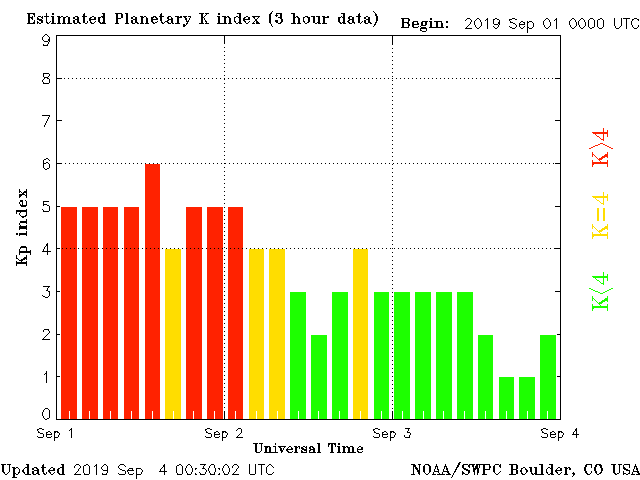 Estimated Planetary K index (3 hour data) Begin: 2019 Sep 01 0000 UTC
9
8
7
6
5
4
3
2
1
0
Kp index
K>4
K=4
K<4
Sep 1 Sep 2 Sep 3 Sep 4
Universal Time
Updated 2019 Sep 4 00:30:02 UTC NOAA/SWPC Boulder, CO USA